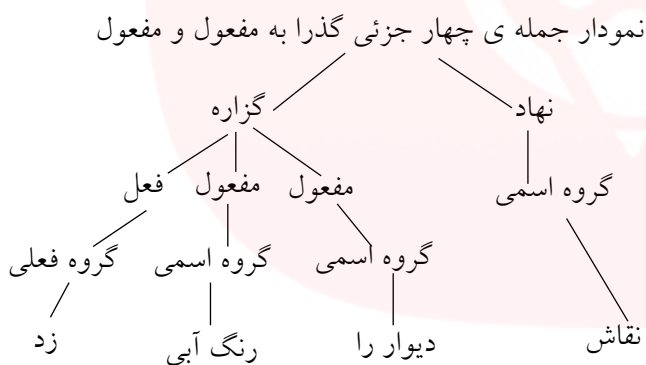 نمودار جمله ی چهار جزئی گذرا به مفعول و مفعول
نهاد گزاره
گروه اسمی مفعول مفعول فعل
گروه اسمی گروه اسمی گروه فعلی
نقاش دیوار را رنگ آبی زد